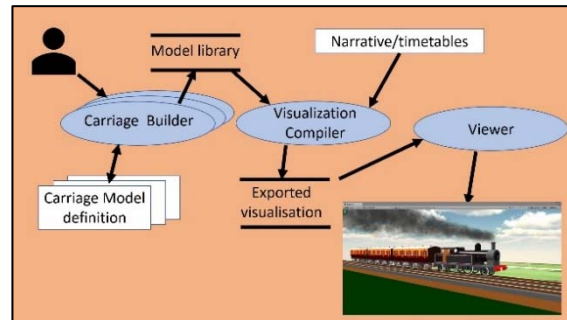 Model library
Narrative/timetables
Carriage Builder
Visualization
Compiler
Viewer
Carriage Model
definition
Exported
visualisation